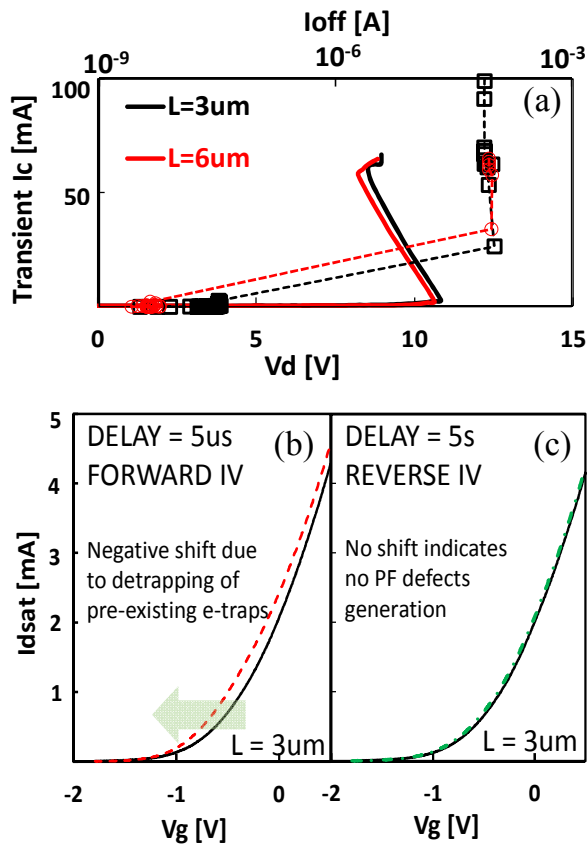 Ioff [A]
10-9
10-6
10-3
100
50
Transient Ic [mA]
L=3um
L=6um
(a)
0
5
10
15
Vd [V]
5
4
3
2
1
Idsat [mA]
DELAY = 5us
(b)
FORWARD IV
Negative shift due
to detrapping of
pre-existing e-traps
L = 3um
-2
-1
0
Vg [V]
DELAY = 5s
(c)
REVERSE IV
No shift indicates
no PF defects
generation
L = 3um
-2
-1
0
Vg [V]